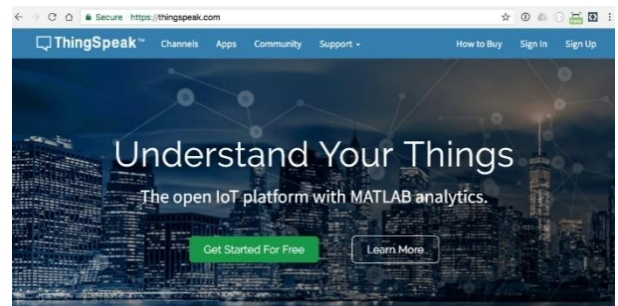 Secure https://thingspeak.com
ThingSpeak™ Channels Apps Community Support How to Buy Sign In Sign Up
Understand Your Things
The open IoT platform with MATLAB analytics.
Get Started For Free Learn More